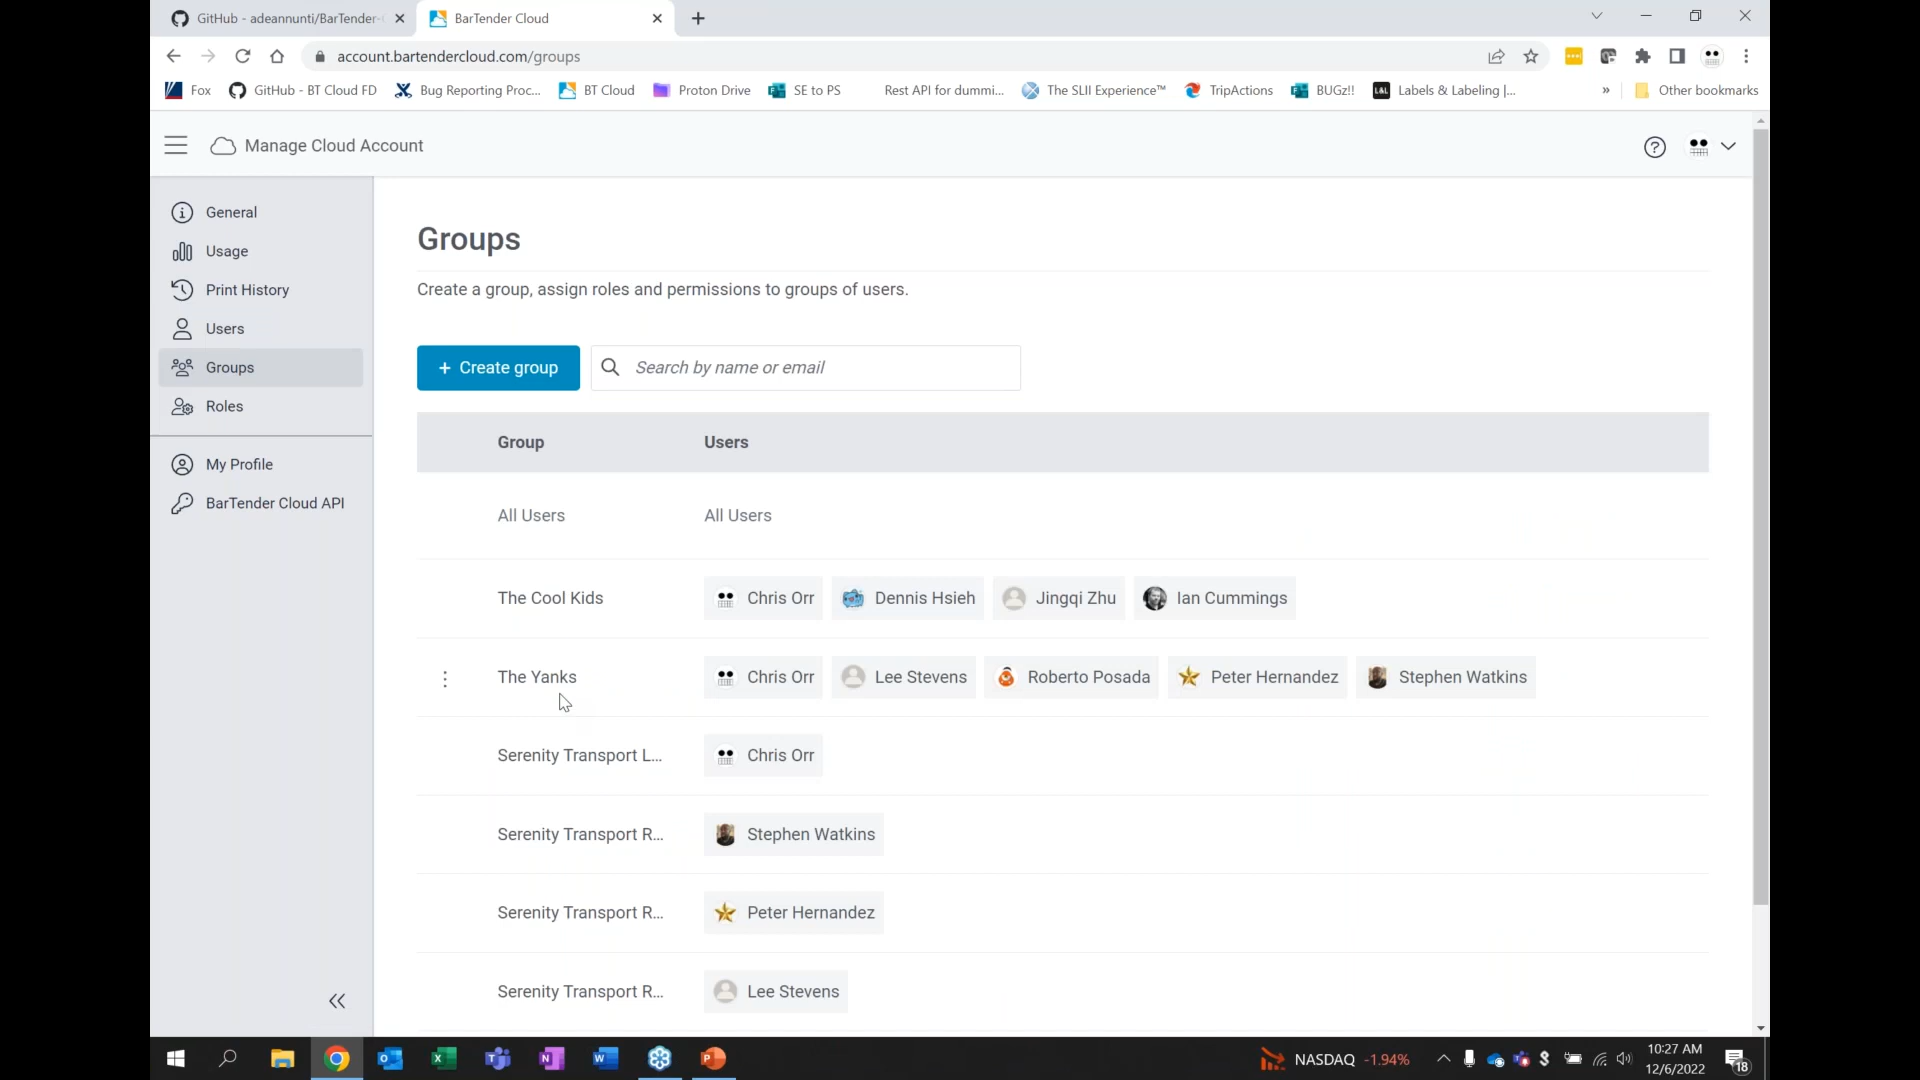 GitHub - adeannunti/BarTender-
BarTender Cloud
account.bartendercloud.com/groups
Fox
GitHub - BT Cloud FD
Bug Reporting Proc...
BT Cloud
Proton Drive
SE to PS
Rest API for dummi...
The SLII Experience™
TripActions
BUGz!!
L&L
Labels & Labeling |...
»
Other bookmarks
Manage Cloud Account
General
Usage
Print History
Users
Groups
Roles
My Profile
BarTender Cloud API
Groups
Create a group, assign roles and permissions to groups of users.
+ Create group
Search by name or email
Group Users
All Users All Users
The Cool Kids Chris Orr Dennis Hsieh Jingqi Zhu Ian Cummings
The Yanks Chris Orr Lee Stevens Roberto Posada Peter Hernandez Stephen Watkins
Serenity Transport L... Chris Orr
Serenity Transport R... Stephen Watkins
Serenity Transport R... Peter Hernandez
Serenity Transport R... Lee Stevens
NASDAQ -1.94%
10:27 AM
12/6/2022
18